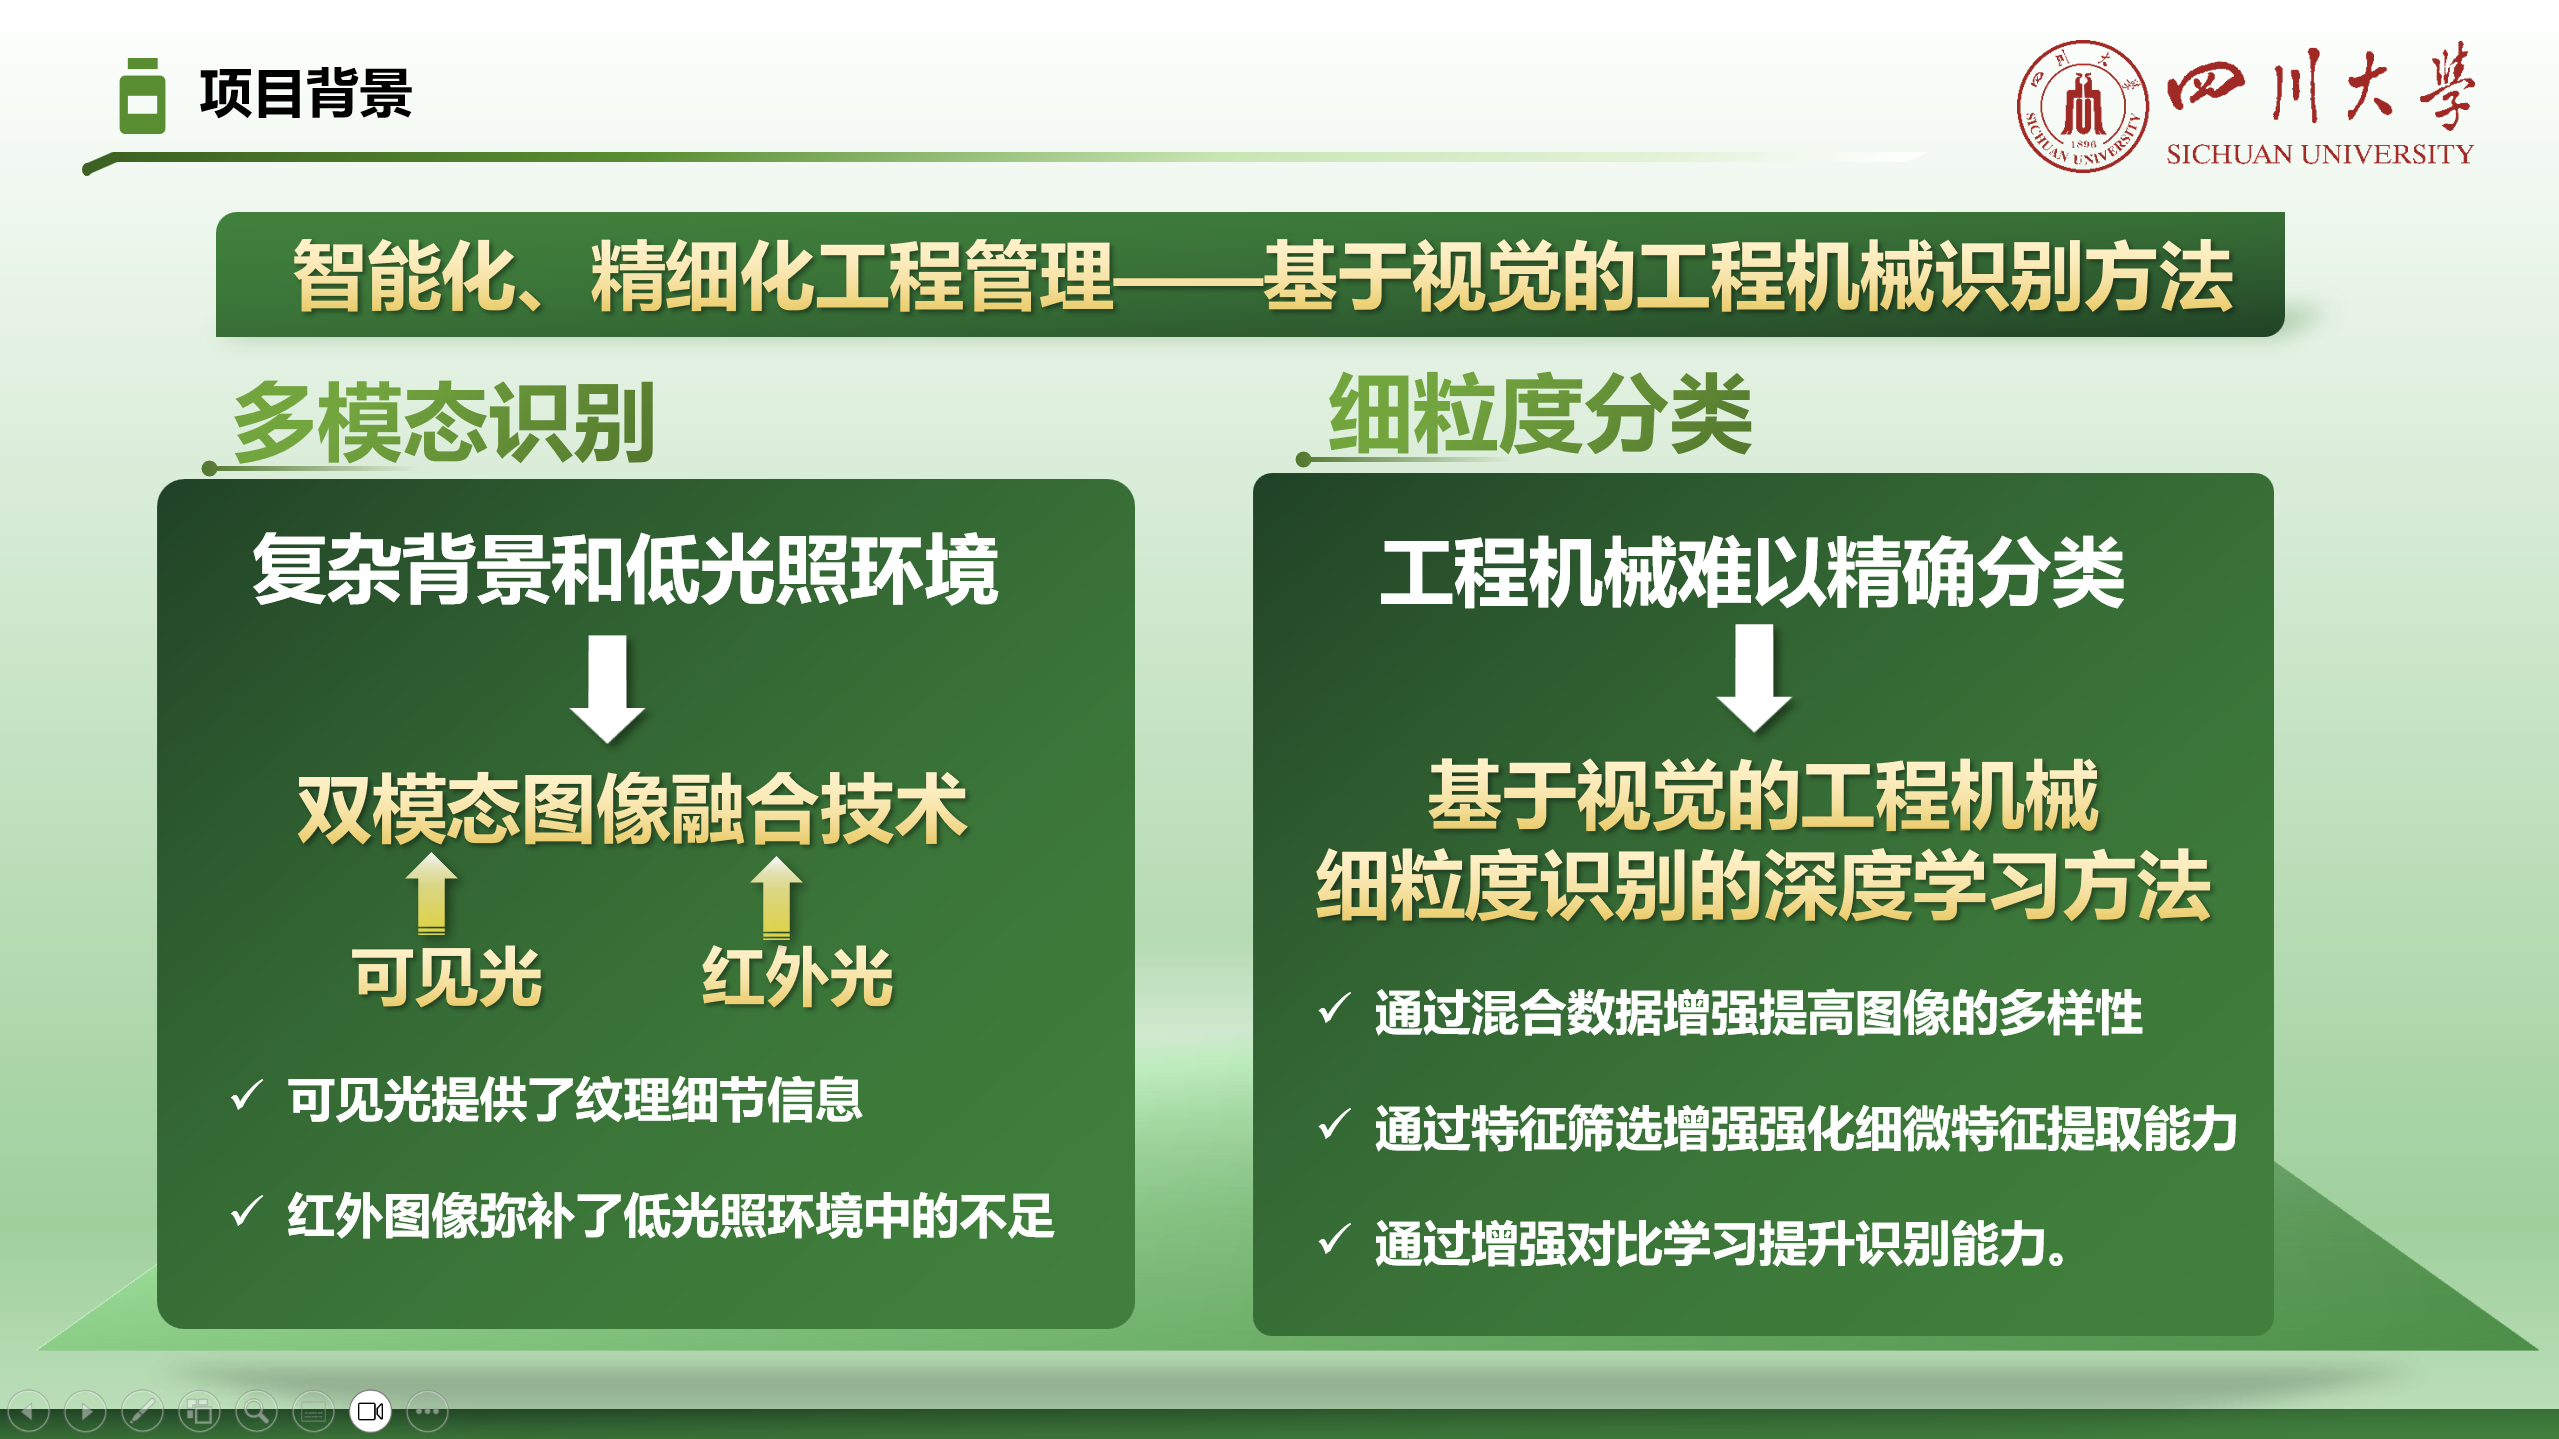 项目背景
四川大学
SICHUAN UNIVERSITY
四川大学
SICHUAN UNIVERSITY
1896
智能化、精细化工程管理——基于视觉的工程机械识别方法
多模态识别
复杂背景和低光照环境
双模态图像融合技术
可见光 红外光
✓ 可见光提供了纹理细节信息
✓ 红外图像弥补了低光照环境中的不足
细粒度分类
工程机械难以精确分类
基于视觉的工程机械
细粒度识别的深度学习方法
✓ 通过混合数据增强提高图像的多样性
✓ 通过特征筛选增强强化细微特征提取能力
✓ 通过增强对比学习提升识别能力。